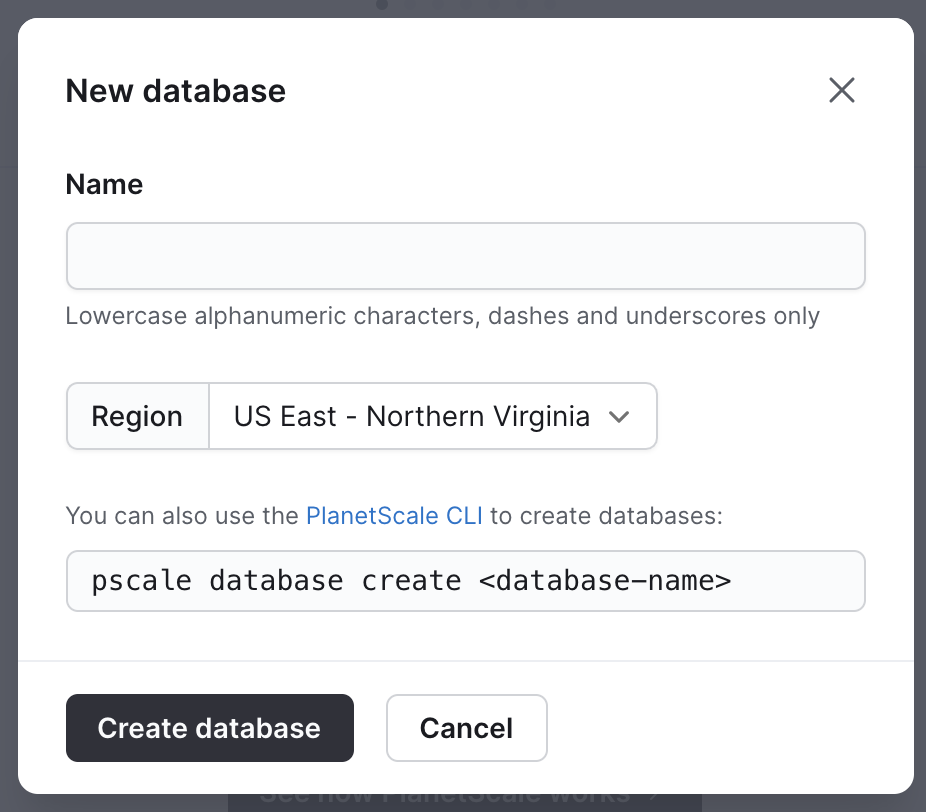 New database
Name
Lowercase alphanumeric characters, dashes and underscores only
Region US East - Northern Virginia
You can also use the PlanetScale CLI to create databases:
pscale database create <database-name>
Create database Cancel
See how PlanetScale works